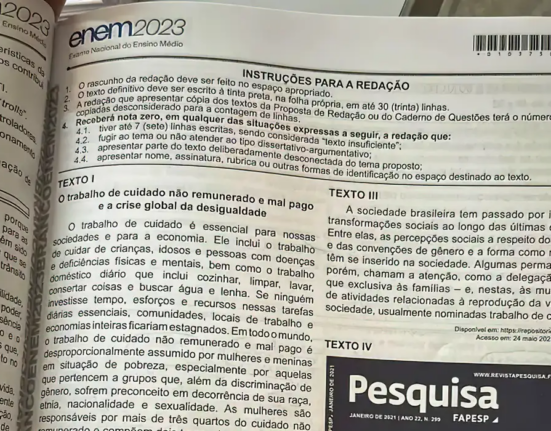 enem2023
Exame Nacional do Ensino Médio
INSTRUÇÕES PARA A REDAÇÃO
1. O rascunho da redação deve ser feito no espaço apropriado.
2. O texto definitivo deve ser escrito à tinta preta, na folha própria, em até 30 (trinta) linhas.
3. A redação que apresentar cópia dos textos da Proposta de Redação ou do Caderno de Questões terá o número
copiadas desconsiderado para a contagem de linhas.
4. Receberá nota zero, em qualquer das situações expressas a seguir, a redação que:
4.1. tiver até 7 (sete) linhas escritas, sendo considerada "texto insuficiente";
4.2. fugir ao tema ou não atender ao tipo dissertativo-argumentativo;
4.3. apresentar parte do texto deliberadamente desconectada do tema proposto;
4.4. apresentar nome, assinatura, rubrica ou outras formas de identificação no espaço destinado ao texto.
TEXTO I
O trabalho de cuidado não remunerado e mal pago
e a crise global da desigualdade
O trabalho de cuidado é essencial para nossas
sociedades e para a economia. Ele inclui o trabalho
de cuidar de crianças, idosos e pessoas com doenças
e deficiências físicas e mentais, bem como o trabalho
doméstico diário que inclui cozinhar, limpar, lavar,
consertar coisas e buscar água e lenha. Se ninguém
investisse tempo, esforços e recursos nessas tarefas
diárias essenciais, comunidades, locais de trabalho e
economias inteiras ficariam estagnados. Em todo o mundo,
o trabalho de cuidado não remunerado e mal pago é
desproporcionalmente assumido por mulheres e meninas
em situação de pobreza, especialmente por aquelas
que pertencem a grupos que, além da discriminação de
gênero, sofrem preconceito em decorrência de sua raça,
etnia, nacionalidade e sexualidade. As mulheres são
responsáveis por mais de três quartos do cuidado não
TEXTO III
A sociedade brasileira tem passado por
transformações sociais ao longo das últimas
Entre elas, as percepções sociais a respeito do
e das convenções de gênero e a forma como
têm se inserido na sociedade. Algumas perma
porém, chamam a atenção, como a delegaçã
que exclusiva às famílias – e, nestas, às mu
de atividades relacionadas à reprodução da v
sociedade, usualmente nominadas trabalho de c
Disponível em: https://repositori
Acesso em: 24 maio 202
TEXTO IV
WWW.REVISTAPESQUISA.F
Pesquisa
JANEIRO DE 2021 | ANO 22, N. 299
FAPESP